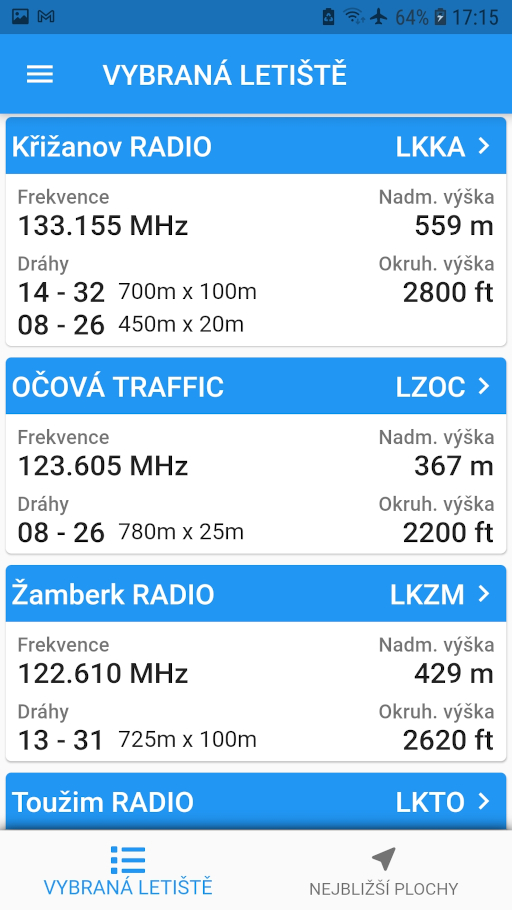 64% 17:15
VYBRANÁ LETIŠTĚ
Křižanov RADIO LKKA
Frekvence Nadm. výška
133.155 MHz 559 m
Dráhy Okruh. výška
14 - 32 700m x 100m 2800 ft
08 - 26 450m x 20m
OČOVÁ TRAFFIC LZOC
Frekvence Nadm. výška
123.605 MHz 367 m
Dráhy Okruh. výška
08 - 26 780m x 25m 2200 ft
Žamberk RADIO LKZM
Frekvence Nadm. výška
122.610 MHz 429 m
Dráhy Okruh. výška
13 - 31 725m x 100m 2620 ft
Toužim RADIO LKTO
VYBRANÁ LETIŠTĚ NEJBLIŽŠÍ PLOCHY